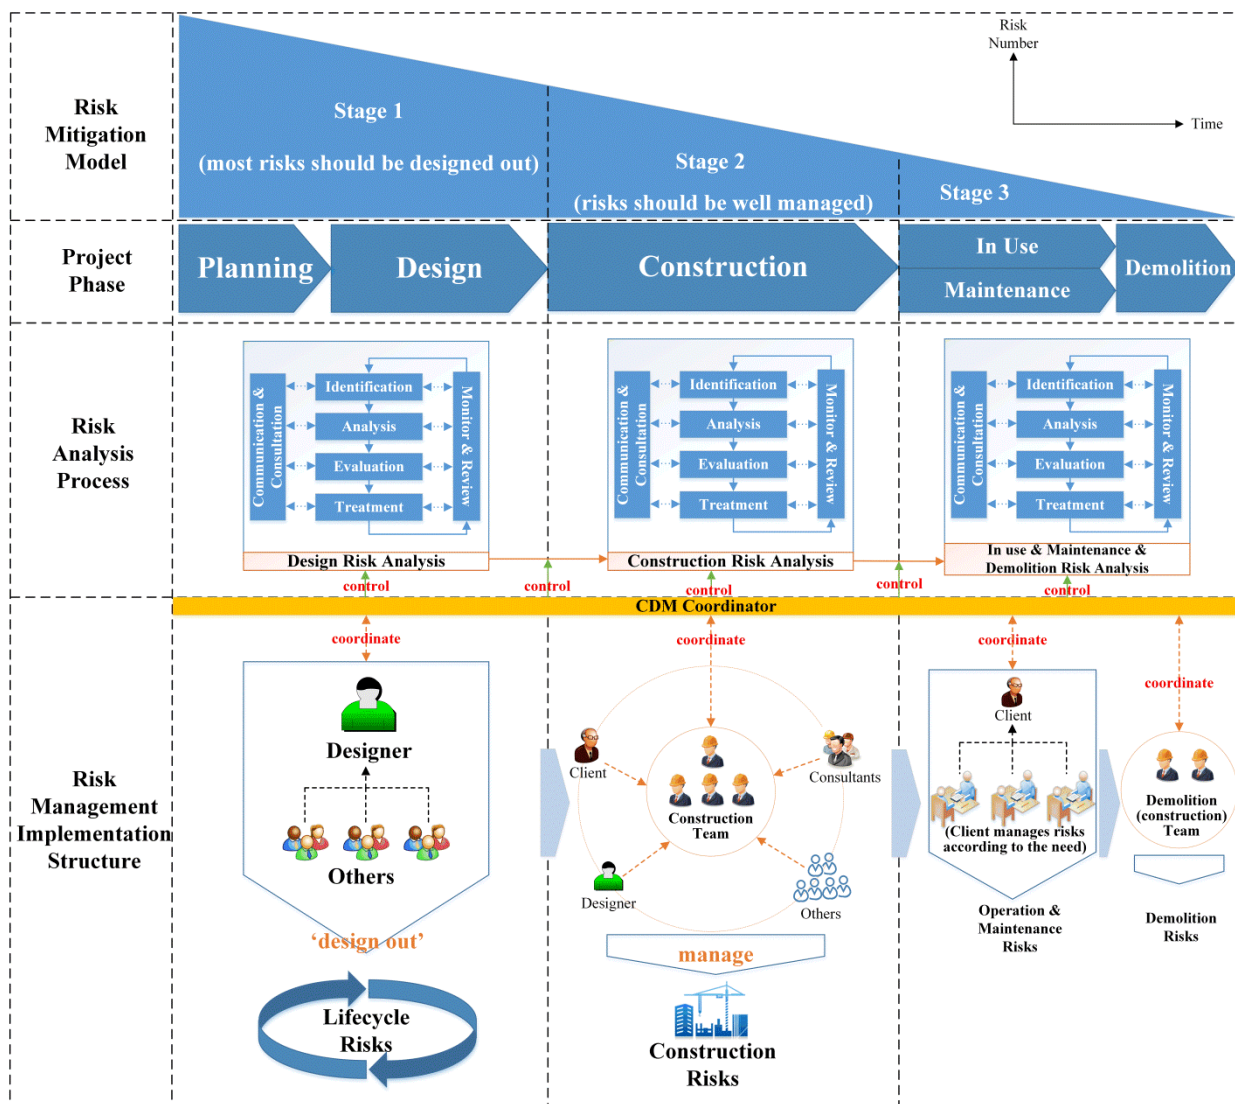 Risk
Mitigation
Model
Stage 1
(most risks should be designed out)
Stage 2
(risks should be well managed)
Stage 3
Risk
Number
Time
Project
Phase
Planning
Design
Construction
In Use
Maintenance
Demolition
Risk
Analysis
Process
Communication &
Consultation
Identification
Analysis
Evaluation
Treatment
Monitor & Review
Design Risk Analysis
Communication &
Consultation
Identification
Analysis
Evaluation
Treatment
Monitor & Review
Construction Risk Analysis
Communication &
Consultation
Identification
Analysis
Evaluation
Treatment
Monitor & Review
In use & Maintenance &
Demolition Risk Analysis
control
control
control
control
control
CDM Coordinator
Risk
Management
Implementation
Structure
coordinate
Designer
Others
‘design out’
Lifecycle
Risks
coordinate
Client
Consultants
Construction
Team
Designer
Others
manage
Construction
Risks
coordinate
Client
(Client manages risks
according to the need)
Operation &
Maintenance
Risks
coordinate
Demolition
(construction)
Team
Demolition
Risks